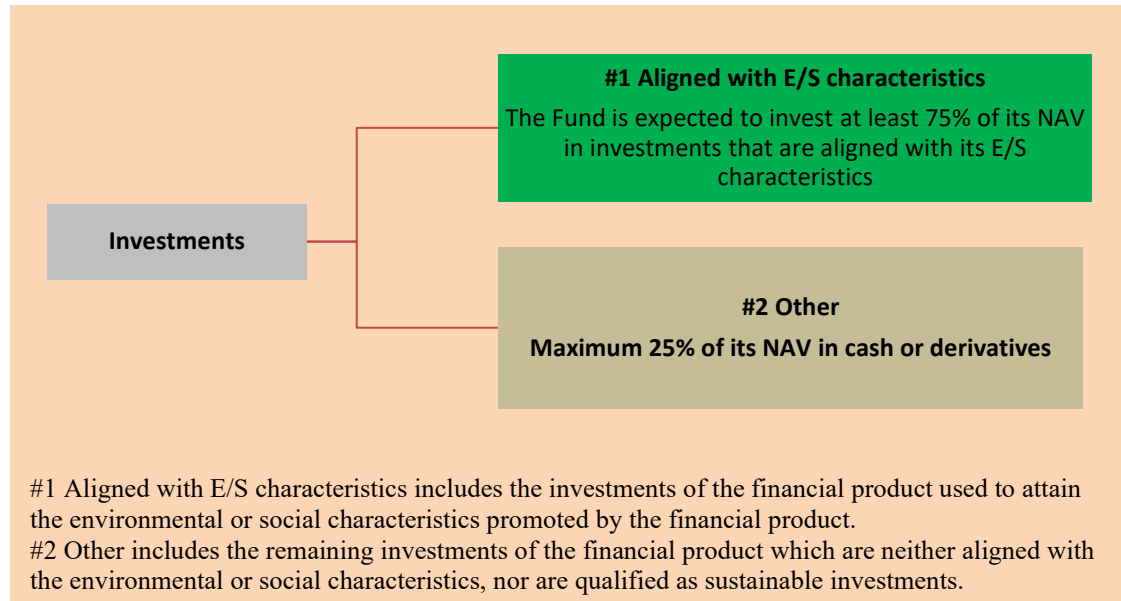 #1 Aligned with E/S characteristics
The Fund is expected to invest at least 75% of its NAV
in investments that are aligned with its E/S
characteristics
Investments
#2 Other
Maximum 25% of its NAV in cash or derivatives
#1 Aligned with E/S characteristics includes the investments of the financial product used to attain
the environmental or social characteristics promoted by the financial product.
#2 Other includes the remaining investments of the financial product which are neither aligned with
the environmental or social characteristics, nor are qualified as sustainable investments.